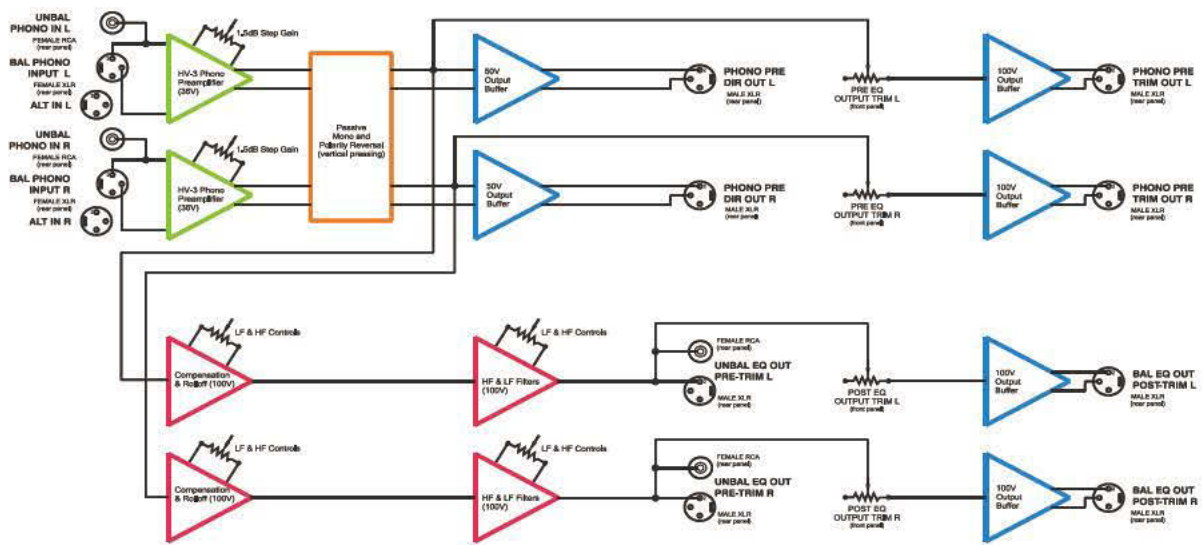 UNBAL
PHONO IN L
FEMALE RCA
(rear panel)
BAL PHONO
INPUT L
FEMALE XLR
(rear panel)
ALT IN L
1.5dB Step Gain
HV-3 Phono
Preamplifier
(36V)
Passive
Mono and
Polarity Reversal
(vertical pressing)
50V
Output
Buffer
PHONO PRE
DIR OUT L
MALE XLR
(rear panel)
PRE EQ
OUTPUT TRIM L
(front panel)
100V
Output
Buffer
PHONO PRE
TRIM OUT L
MALE XLR
(rear panel)
UNBAL
PHONO IN R
FEMALE RCA
(rear panel)
BAL PHONO
INPUT R
FEMALE XLR
(rear panel)
ALT IN R
1.5dB Step Gain
HV-3 Phono
Preamplifier
(36V)
50V
Output
Buffer
PHONO PRE
DIR OUT R
MALE XLR
(rear panel)
PRE EQ
OUTPUT TRIM R
(front panel)
100V
Output
Buffer
PHONO PRE
TRIM OUT R
MALE XLR
(rear panel)
LF & HF Controls
Compensation
& Rolloff (100V)
LF & HF Controls
HF & LF Filters
(100V)
FEMALE RCA
(rear panel)
UNBAL EQ OUT
PRE-TRIM L
MALE XLR
(rear panel)
POST EQ
OUTPUT TRIM L
(front panel)
100V
Output
Buffer
BAL EQ OUT
POST-TRIM L
MALE XLR
(rear panel)
LF & HF Controls
Compensation
& Rolloff (100V)
LF & HF Controls
HF & LF Filters
(100V)
FEMALE RCA
(rear panel)
UNBAL EQ OUT
PRE-TRIM R
MALE XLR
(rear panel)
POST EQ
OUTPUT TRIM R
(front panel)
100V
Output
Buffer
BAL EQ OUT
POST-TRIM R
MALE XLR
(rear panel)